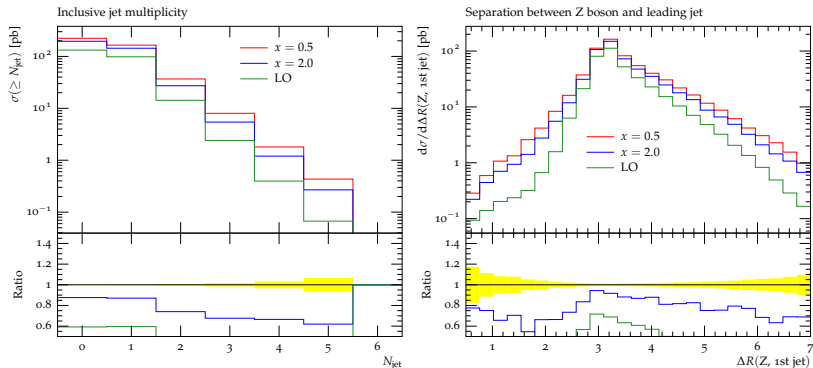 Inclusive jet multiplicity
σ(≥ N_jet) [pb]
10^2
10^1
1
10^−1
x = 0.5
x = 2.0
LO
Ratio
1.4
1.2
1
0.8
0.6
0 1 2 3 4 5 6
N_jet
Separation between Z boson and leading jet
dσ/dΔR(Z, 1st jet) [pb]
10^2
10^1
1
10^−1
x = 0.5
x = 2.0
LO
Ratio
1.4
1.2
1
0.8
0.6
1 2 3 4 5 6 7
ΔR(Z, 1st jet)